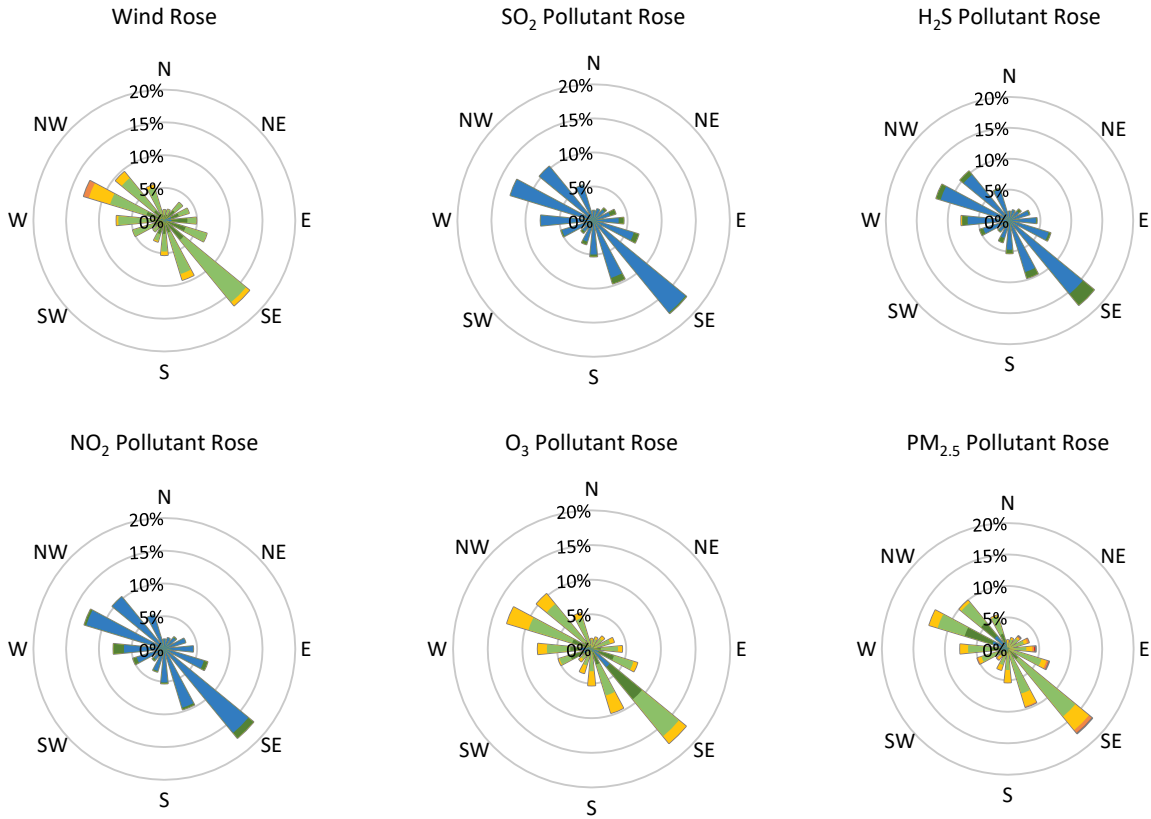 Wind Rose
N
20%
15%
10%
5%
0%
NW
NE
W
E
SW
SE
S
SO₂ Pollutant Rose
N
20%
15%
10%
5%
0%
NW
NE
W
E
SW
SE
S
H₂S Pollutant Rose
N
20%
15%
10%
5%
0%
NW
NE
W
E
SW
SE
S
NO₂ Pollutant Rose
N
20%
15%
10%
5%
0%
NW
NE
W
E
SW
SE
S
O₃ Pollutant Rose
N
20%
15%
10%
5%
0%
NW
NE
W
E
SW
SE
S
PM₂.₅ Pollutant Rose
N
20%
15%
10%
5%
0%
NW
NE
W
E
SW
SE
S